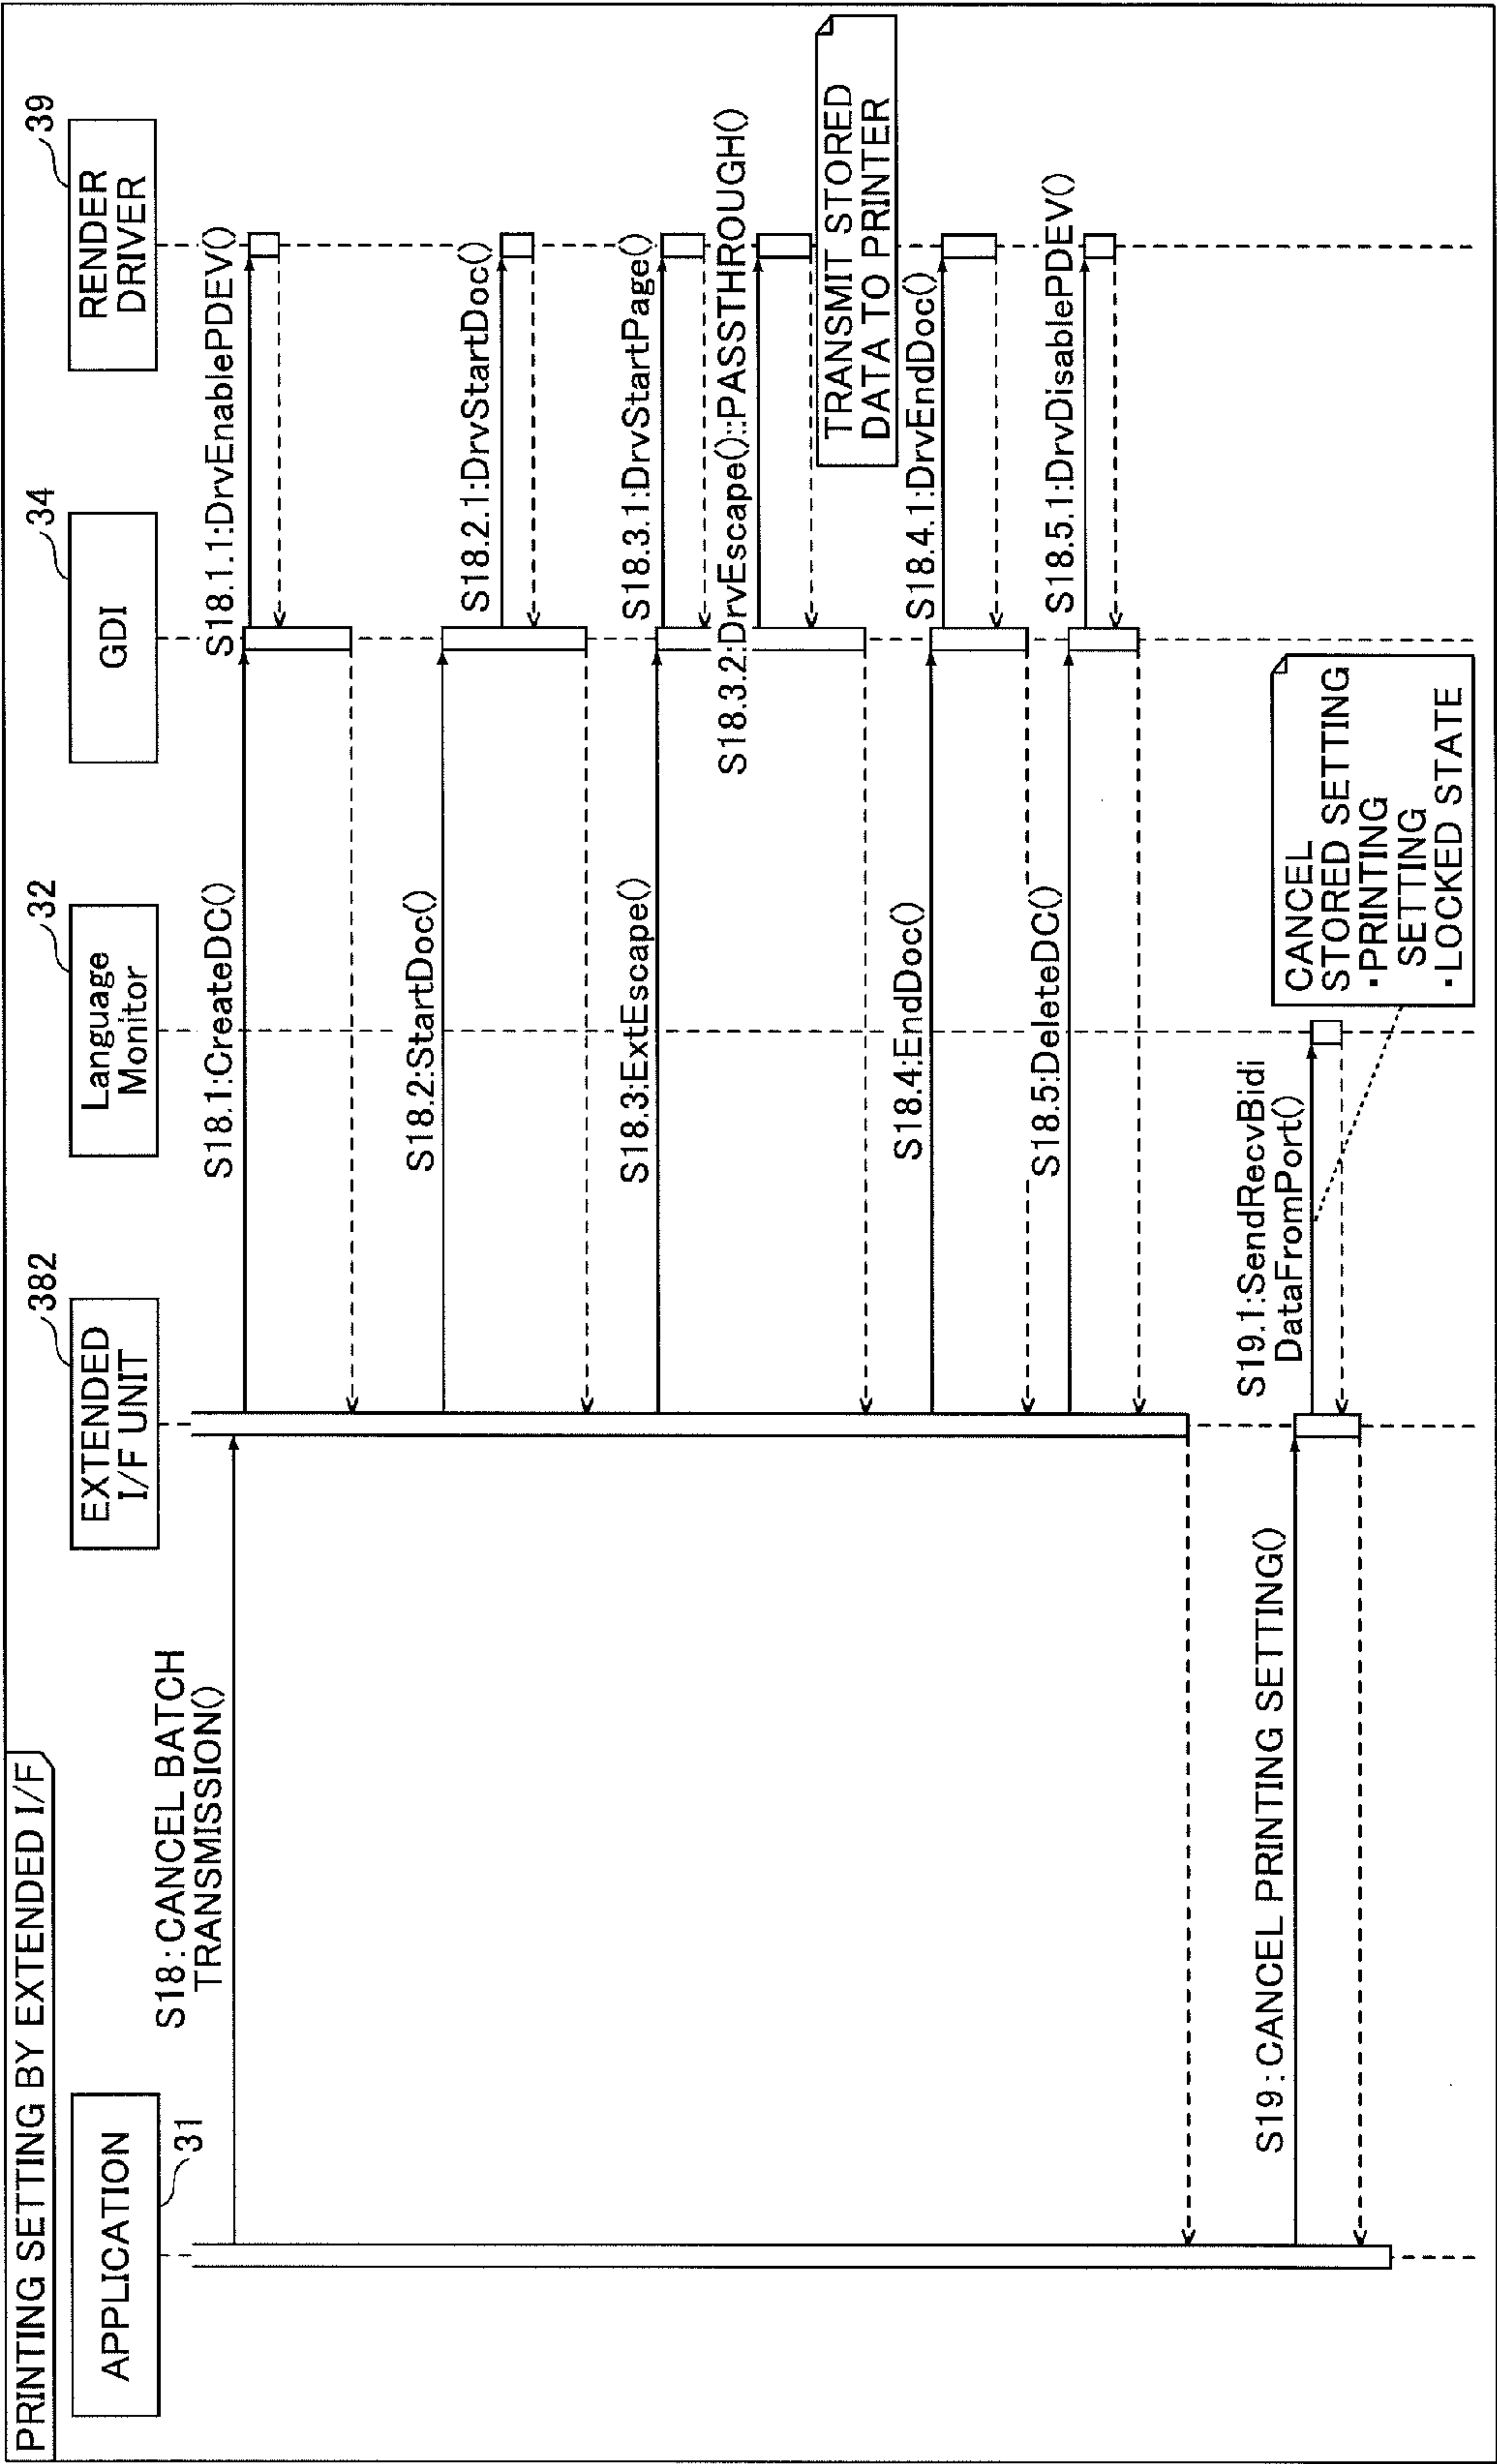 PRINTING SETTING BY EXTENDED I/F
APPLICATION
31
EXTENDED
I/F UNIT
382
Language
Monitor
32
GDI
34
RENDER
DRIVER
39
S18:CANCEL BATCH
TRANSMISSION()
S18.1:CreateDC()
S18.1.1:DrvEnablePDEV()
S18.2:StartDoc()
S18.2.1:DrvStartDoc()
S18.3:ExtEscape()
S18.3.1:DrvStartPage()
S18.3.2:DrvEscape()::PASSTHROUGH()
TRANSMIT STORED
DATA TO PRINTER
S18.4:EndDoc()
S18.4.1:DrvEndDoc()
S18.5:DeleteDC()
S18.5.1:DrvDisablePDEV()
S19:CANCEL PRINTING SETTING()
S19.1:SendRecvBidi
DataFromPort()
CANCEL
STORED SETTING
・PRINTING
SETTING
・LOCKED STATE